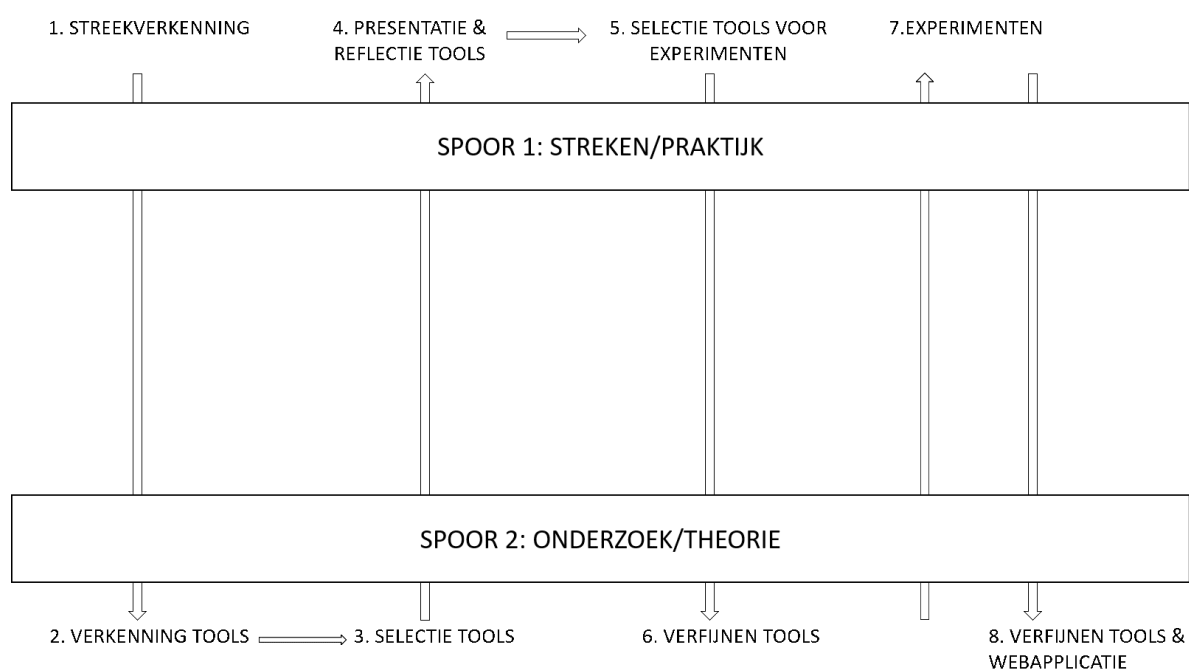 1. STREEKVERKENNING
4. PRESENTATIE &
REFLECTIE TOOLS
5. SELECTIE TOOLS VOOR
EXPERIMENTEN
7.EXPERIMENTEN
SPOOR 1: STREKEN/PRAKTIJK
SPOOR 2: ONDERZOEK/THEORIE
2. VERKENNING TOOLS
3. SELECTIE TOOLS
6. VERFIJNEN TOOLS
8. VERFIJNEN TOOLS &
WEBAPPLICATIE